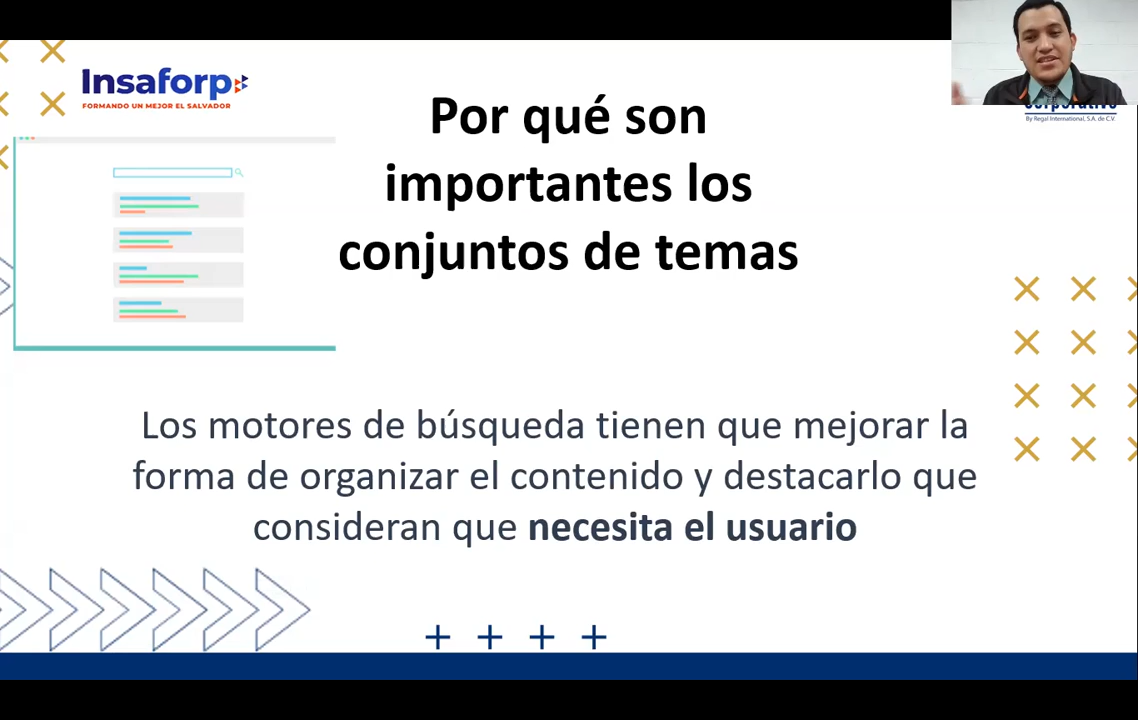 Insaforp
FORMANDO UN MEJOR EL SALVADOR
Corporativo
By Regal International, S.A. de C.V.
Por qué son
importantes los
conjuntos de temas
Los motores de búsqueda tienen que mejorar la
forma de organizar el contenido y destacarlo que
consideran que necesita el usuario